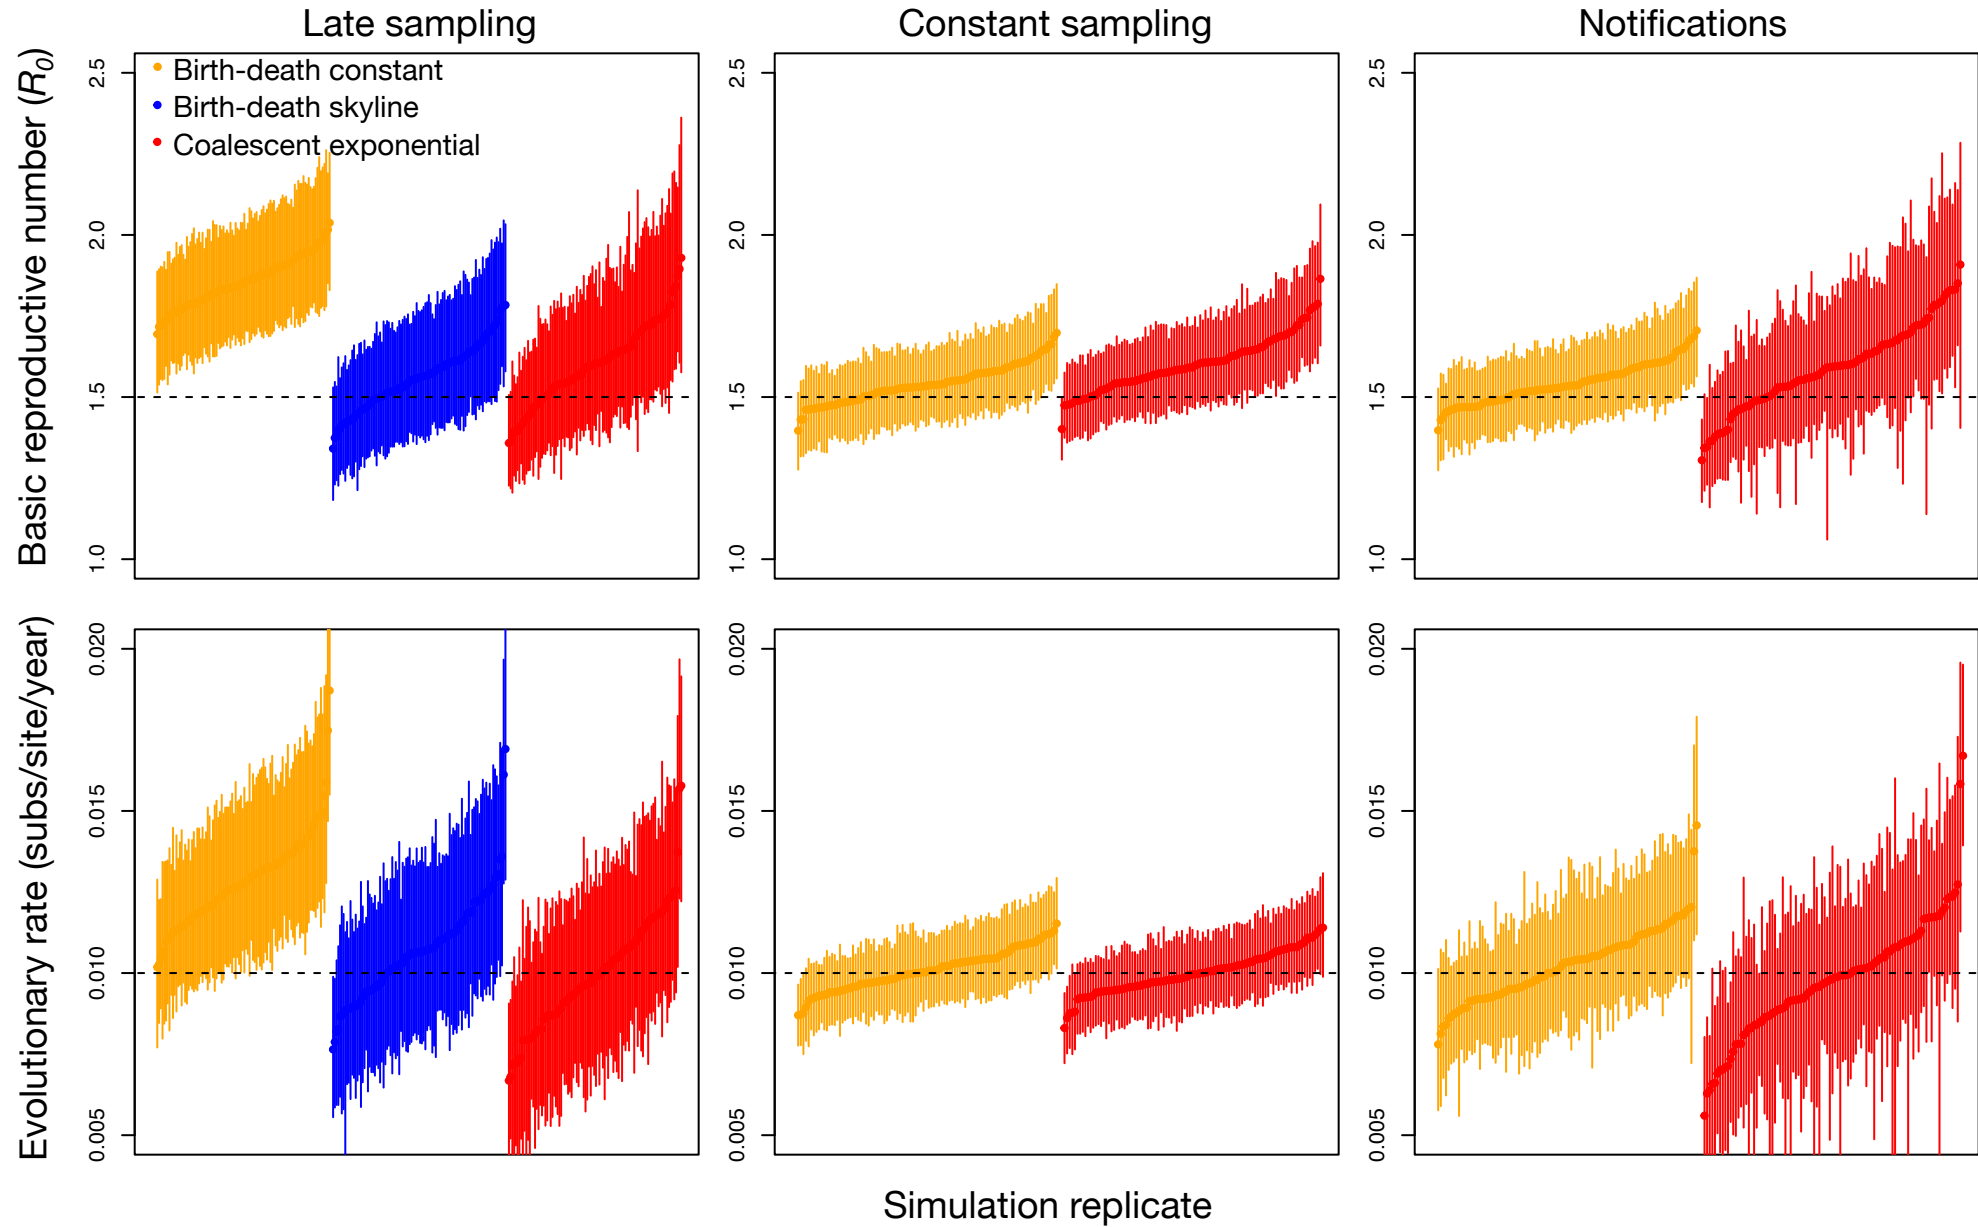 Late sampling
Constant sampling
Notifications
Basic reproductive number (R0)
2.5
2.0
1.5
1.0
Birth-death constant
Birth-death skyline
Coalescent exponential
2.5
2.0
1.5
1.0
2.5
2.0
1.5
1.0
Evolutionary rate (subs/site/year)
0.020
0.015
0.010
0.005
0.020
0.015
0.010
0.005
0.020
0.015
0.010
0.005
Simulation replicate